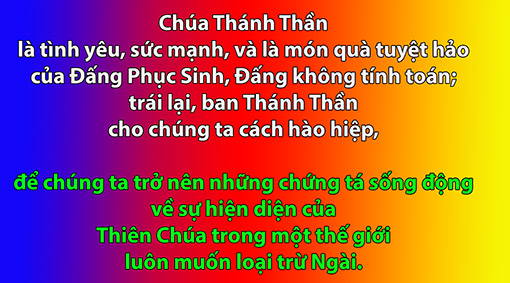 Chúa Thánh Thần
là tình yêu, sức mạnh, và là món quà tuyệt hảo
của Đấng Phục Sinh, Đấng không tính toán;
trái lại, ban Thánh Thần
cho chúng ta cách hào hiệp,
để chúng ta trở nên những chứng tá sống động
về sự hiện diện của
Thiên Chúa trong một thế giới
luôn muốn loại trừ Ngài.